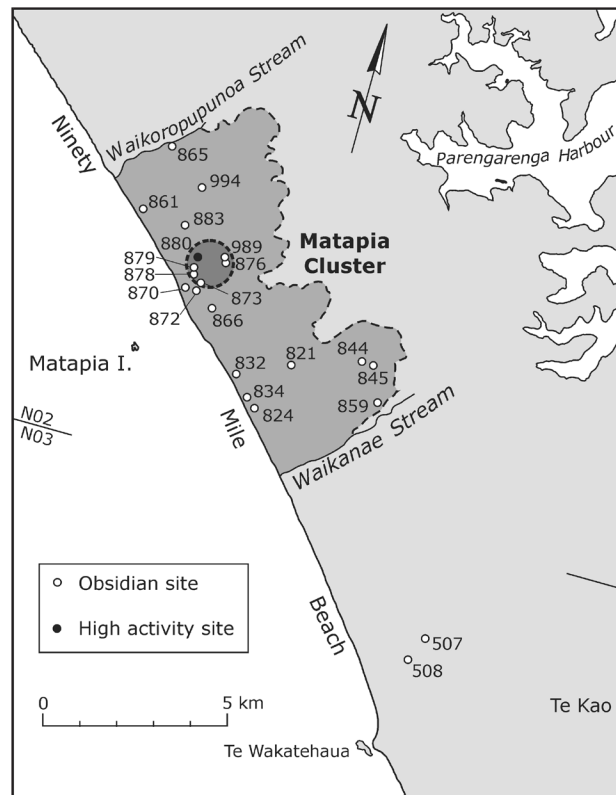 Waikoropupunoa Stream
Ninety
Parengarenga Harbour
N
865
994
861
883
880
989
879
Matapia
Cluster
878
876
870
873
872
866
Matapia I.
821
844
832
845
834
859
824
N02
N03
Mile
Waikanae Stream
Obsidian site
High activity site
Beach
507
508
0
5 km
Te Kao
Te Wakatehaua